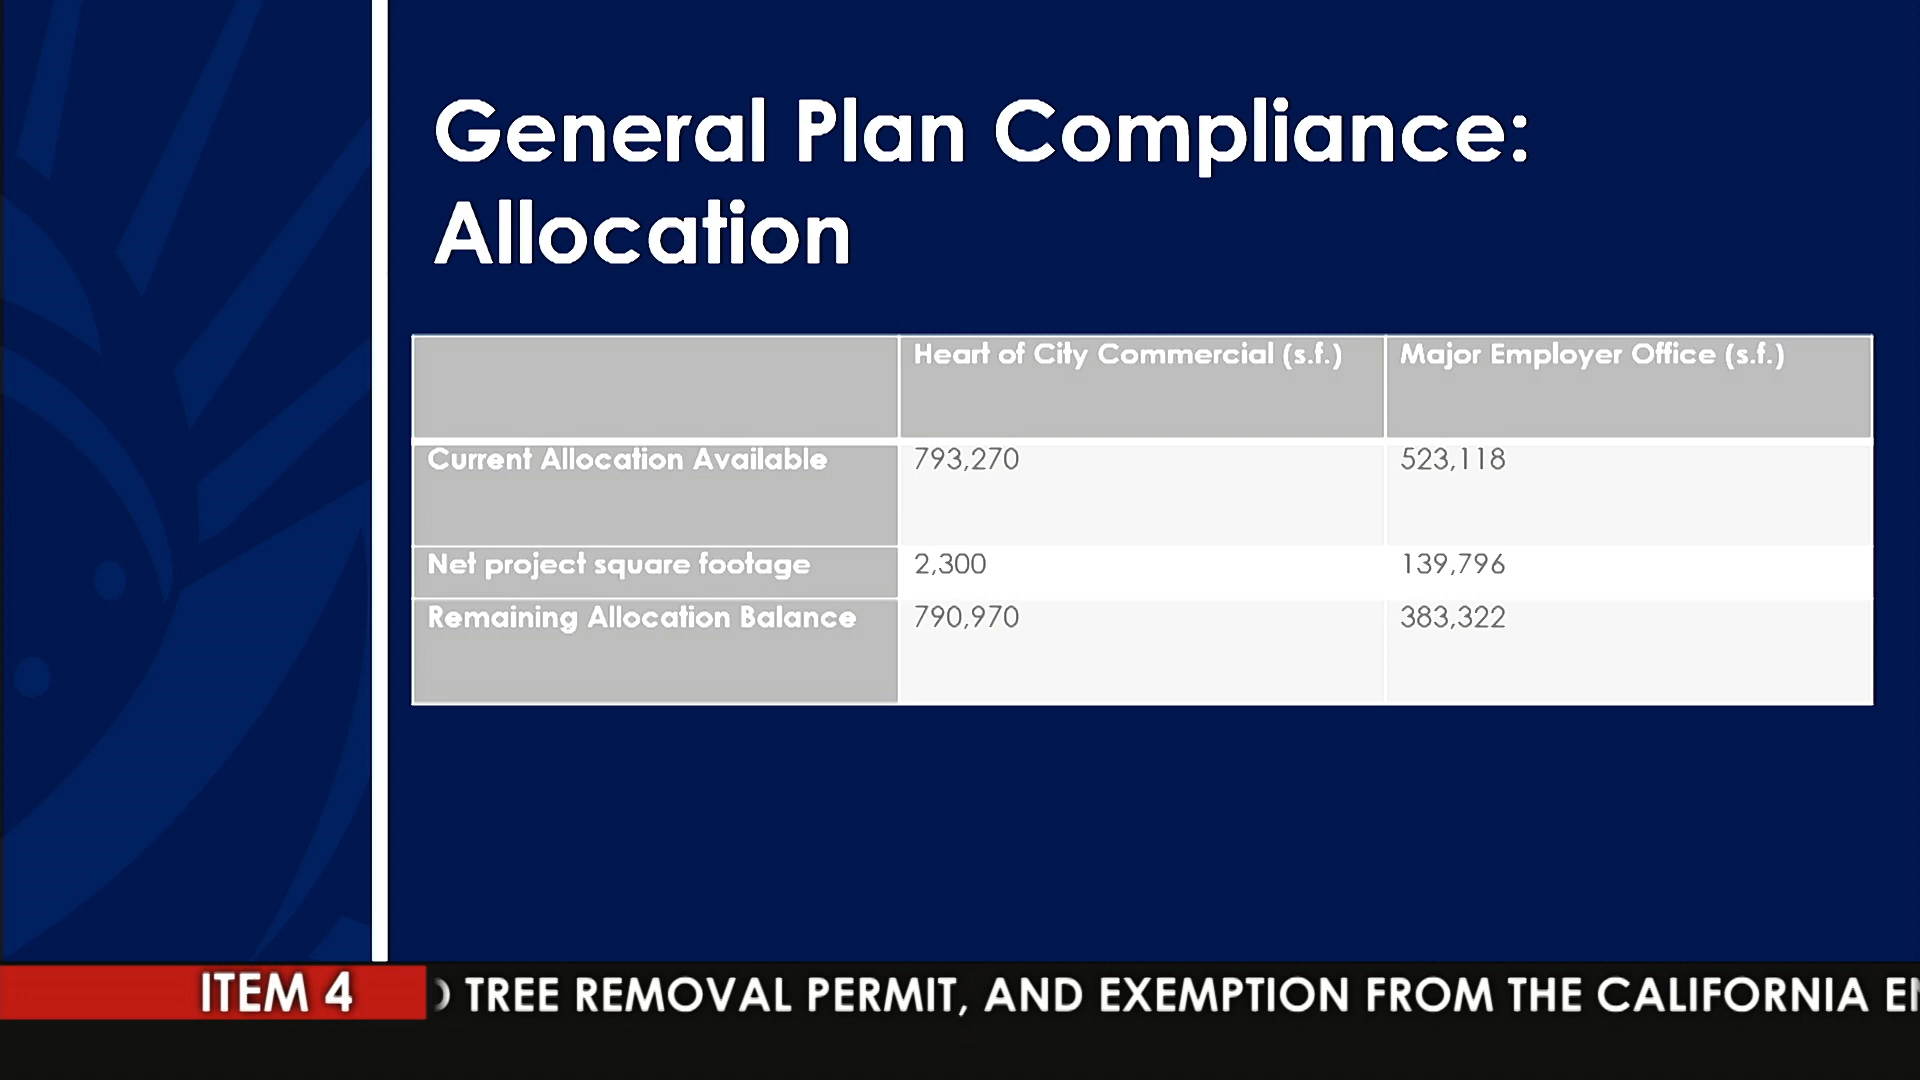 General Plan Compliance:
Allocation
Heart of City Commercial (s.f.) Major Employer Office (s.f.)
Current Allocation Available 793,270 523,118
Net project square footage 2,300 139,796
Remaining Allocation Balance 790,970 383,322
ITEM 4 TREE REMOVAL PERMIT, AND EXEMPTION FROM THE CALIFORNIA